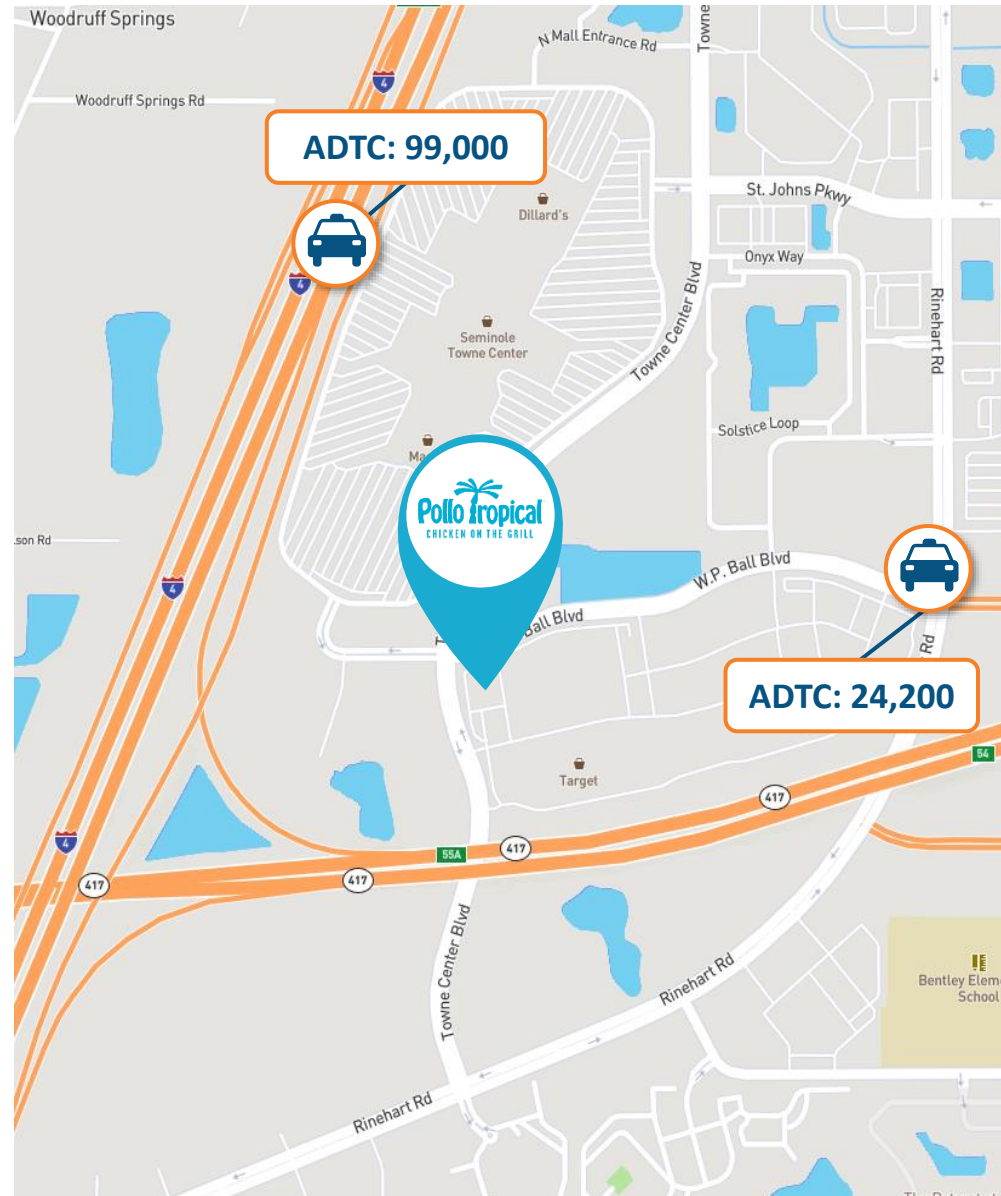 Woodruff Springs
Towne
N Mall Entrance Rd
4
Woodruff Springs Rd
ADTC: 99,000
St. Johns Pkwy
Dillard's
Onyx Way
4
Towne Center Blvd
Rinehart Rd
Seminole
Towne Center
Solstice Loop
Pollo Tropical
CHICKEN ON THE GRILL
son Rd
W.P. Ball Blvd
4
Ball Blvd
Rd
ADTC: 24,200
54
Target
417
4
55A
417
417
417
Towne Center Blvd
Rinehart Rd
Bentley Elem
School
Rinehart Rd